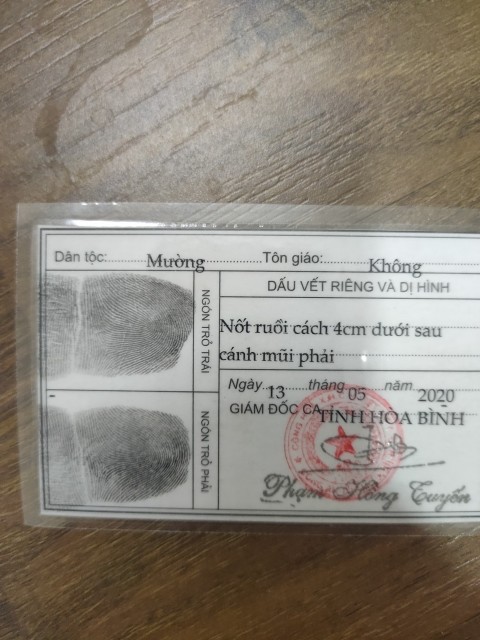 Dân tộc: Mường Tôn giáo: Không
NGÓN TRỎ TRÁI
DẤU VẾT RIÊNG VÀ DỊ HÌNH
Nốt ruồi cách 4cm dưới sau
cánh mũi phải
NGÓN TRỎ PHẢI
Ngày 13 tháng 05 năm 2020
GIÁM ĐỐC CA TỈNH HÒA BÌNH
Phạm Hồng Tuyến